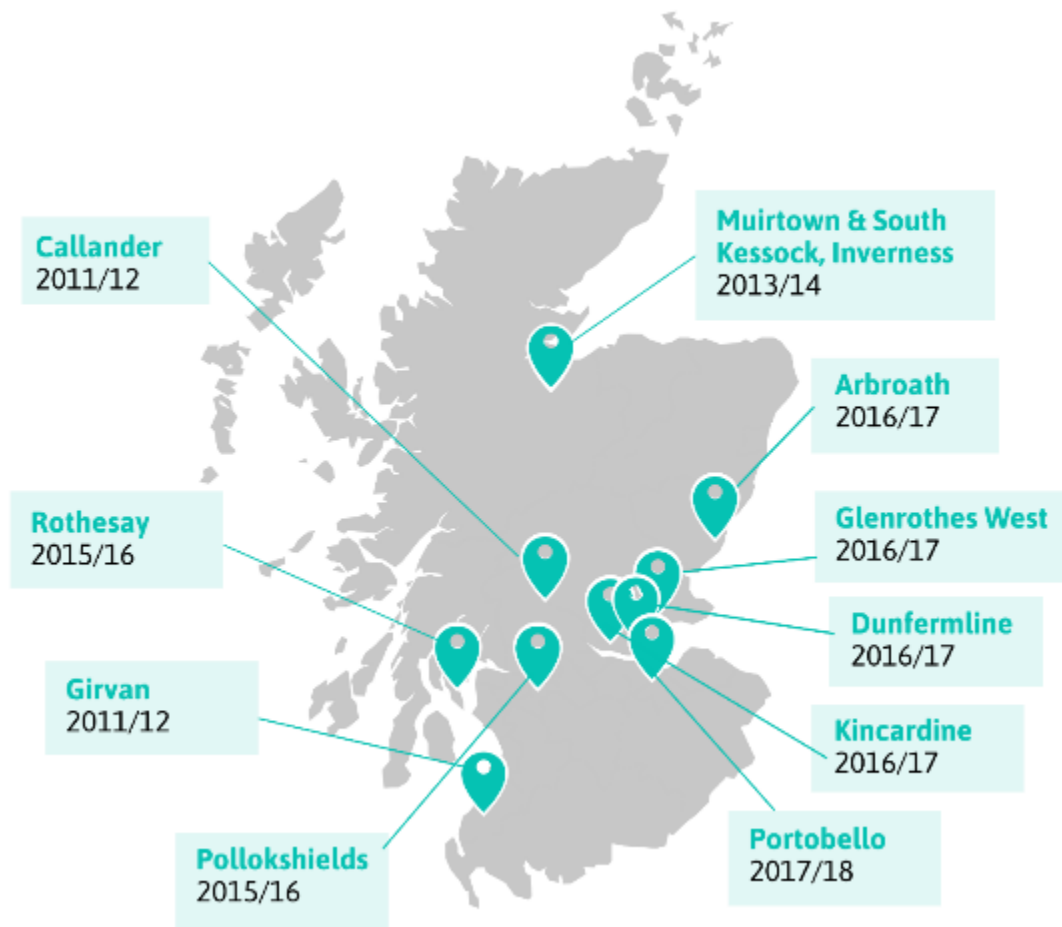 Muirtown & South
Kessock, Inverness
2013/14
Callander
2011/12
Arbroath
2016/17
Rothesay
2015/16
Glenrothes West
2016/17
Dunfermline
2016/17
Girvan
2011/12
Kincardine
2016/17
Portobello
2017/18
Pollokshields
2015/16